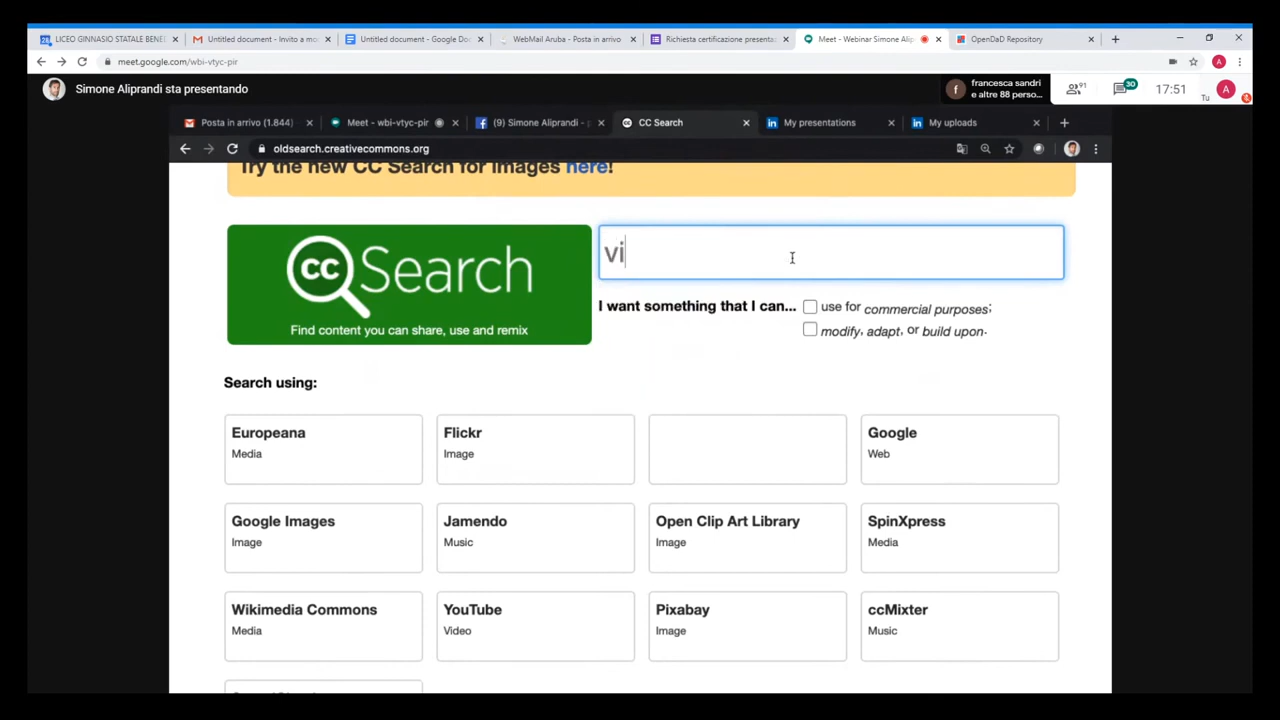 LICEO GINNASIO STATALE BENE
Untitled document - Invito a mo
Untitled document - Google Doc
WebMail Aruba - Posta in arrivo
Richiesta certificazione presenta
Meet - Webinar Simone Alip
OpenDaD Repository
meet.google.com/wbi-vtyc-pir
Simone Aliprandi sta presentando
francesca sandri
e altre 88 perso...
91
30
17:51
Tu
A
Posta in arrivo (1.844)
Meet - wbi-vtyc-pir
(9) Simone Aliprandi -
CC Search
My presentations
My uploads
oldsearch.creativecommons.org
Try the new CC Search for Images here!
cc Search
Find content you can share, use and remix
vi
I want something that I can... use for commercial purposes;
modify, adapt, or build upon.
Search using:
Europeana
Media
Flickr
Image
Google
Web
Google Images
Image
Jamendo
Music
Open Clip Art Library
Image
SpinXpress
Media
Wikimedia Commons
Media
YouTube
Video
Pixabay
Image
ccMixter
Music